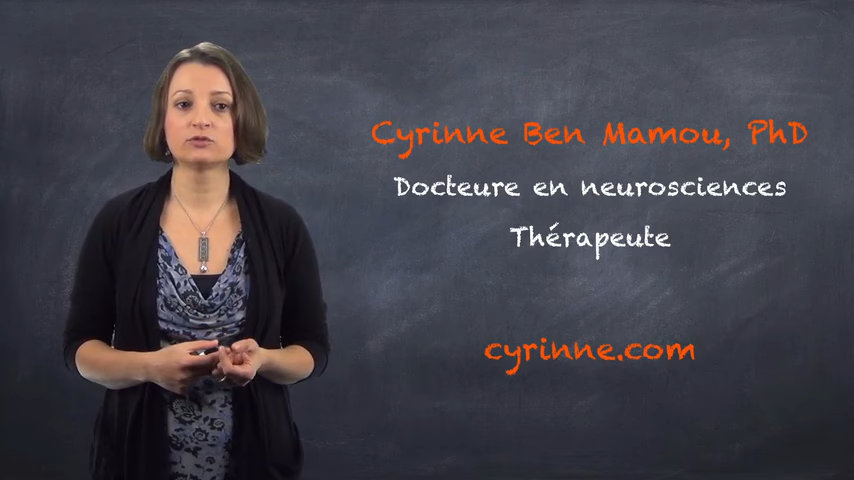 Cyrinne Ben Mamou, PhD
Docteure en neurosciences
Thérapeute
cyrinne.com